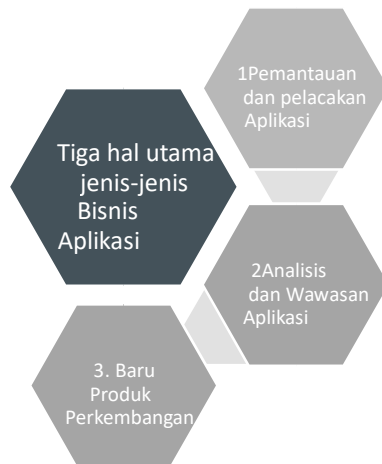 Tiga hal utama
jenis-jenis
Bisnis
Aplikasi
1Pemantauan
dan pelacakan
Aplikasi
2Analisis
dan Wawasan
Aplikasi
3. Baru
Produk
Perkembangan